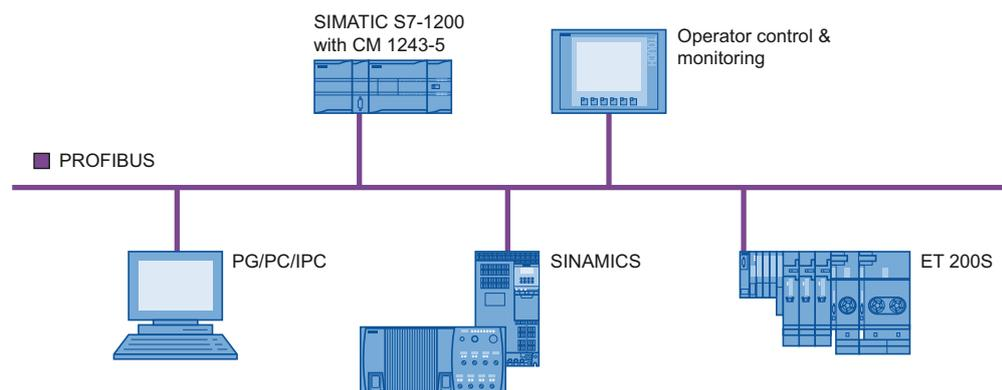 SIMATIC S7-1200
with CM 1243-5
Operator control &
monitoring
PROFIBUS
PG/PC/IPC
SINAMICS
ET 200S